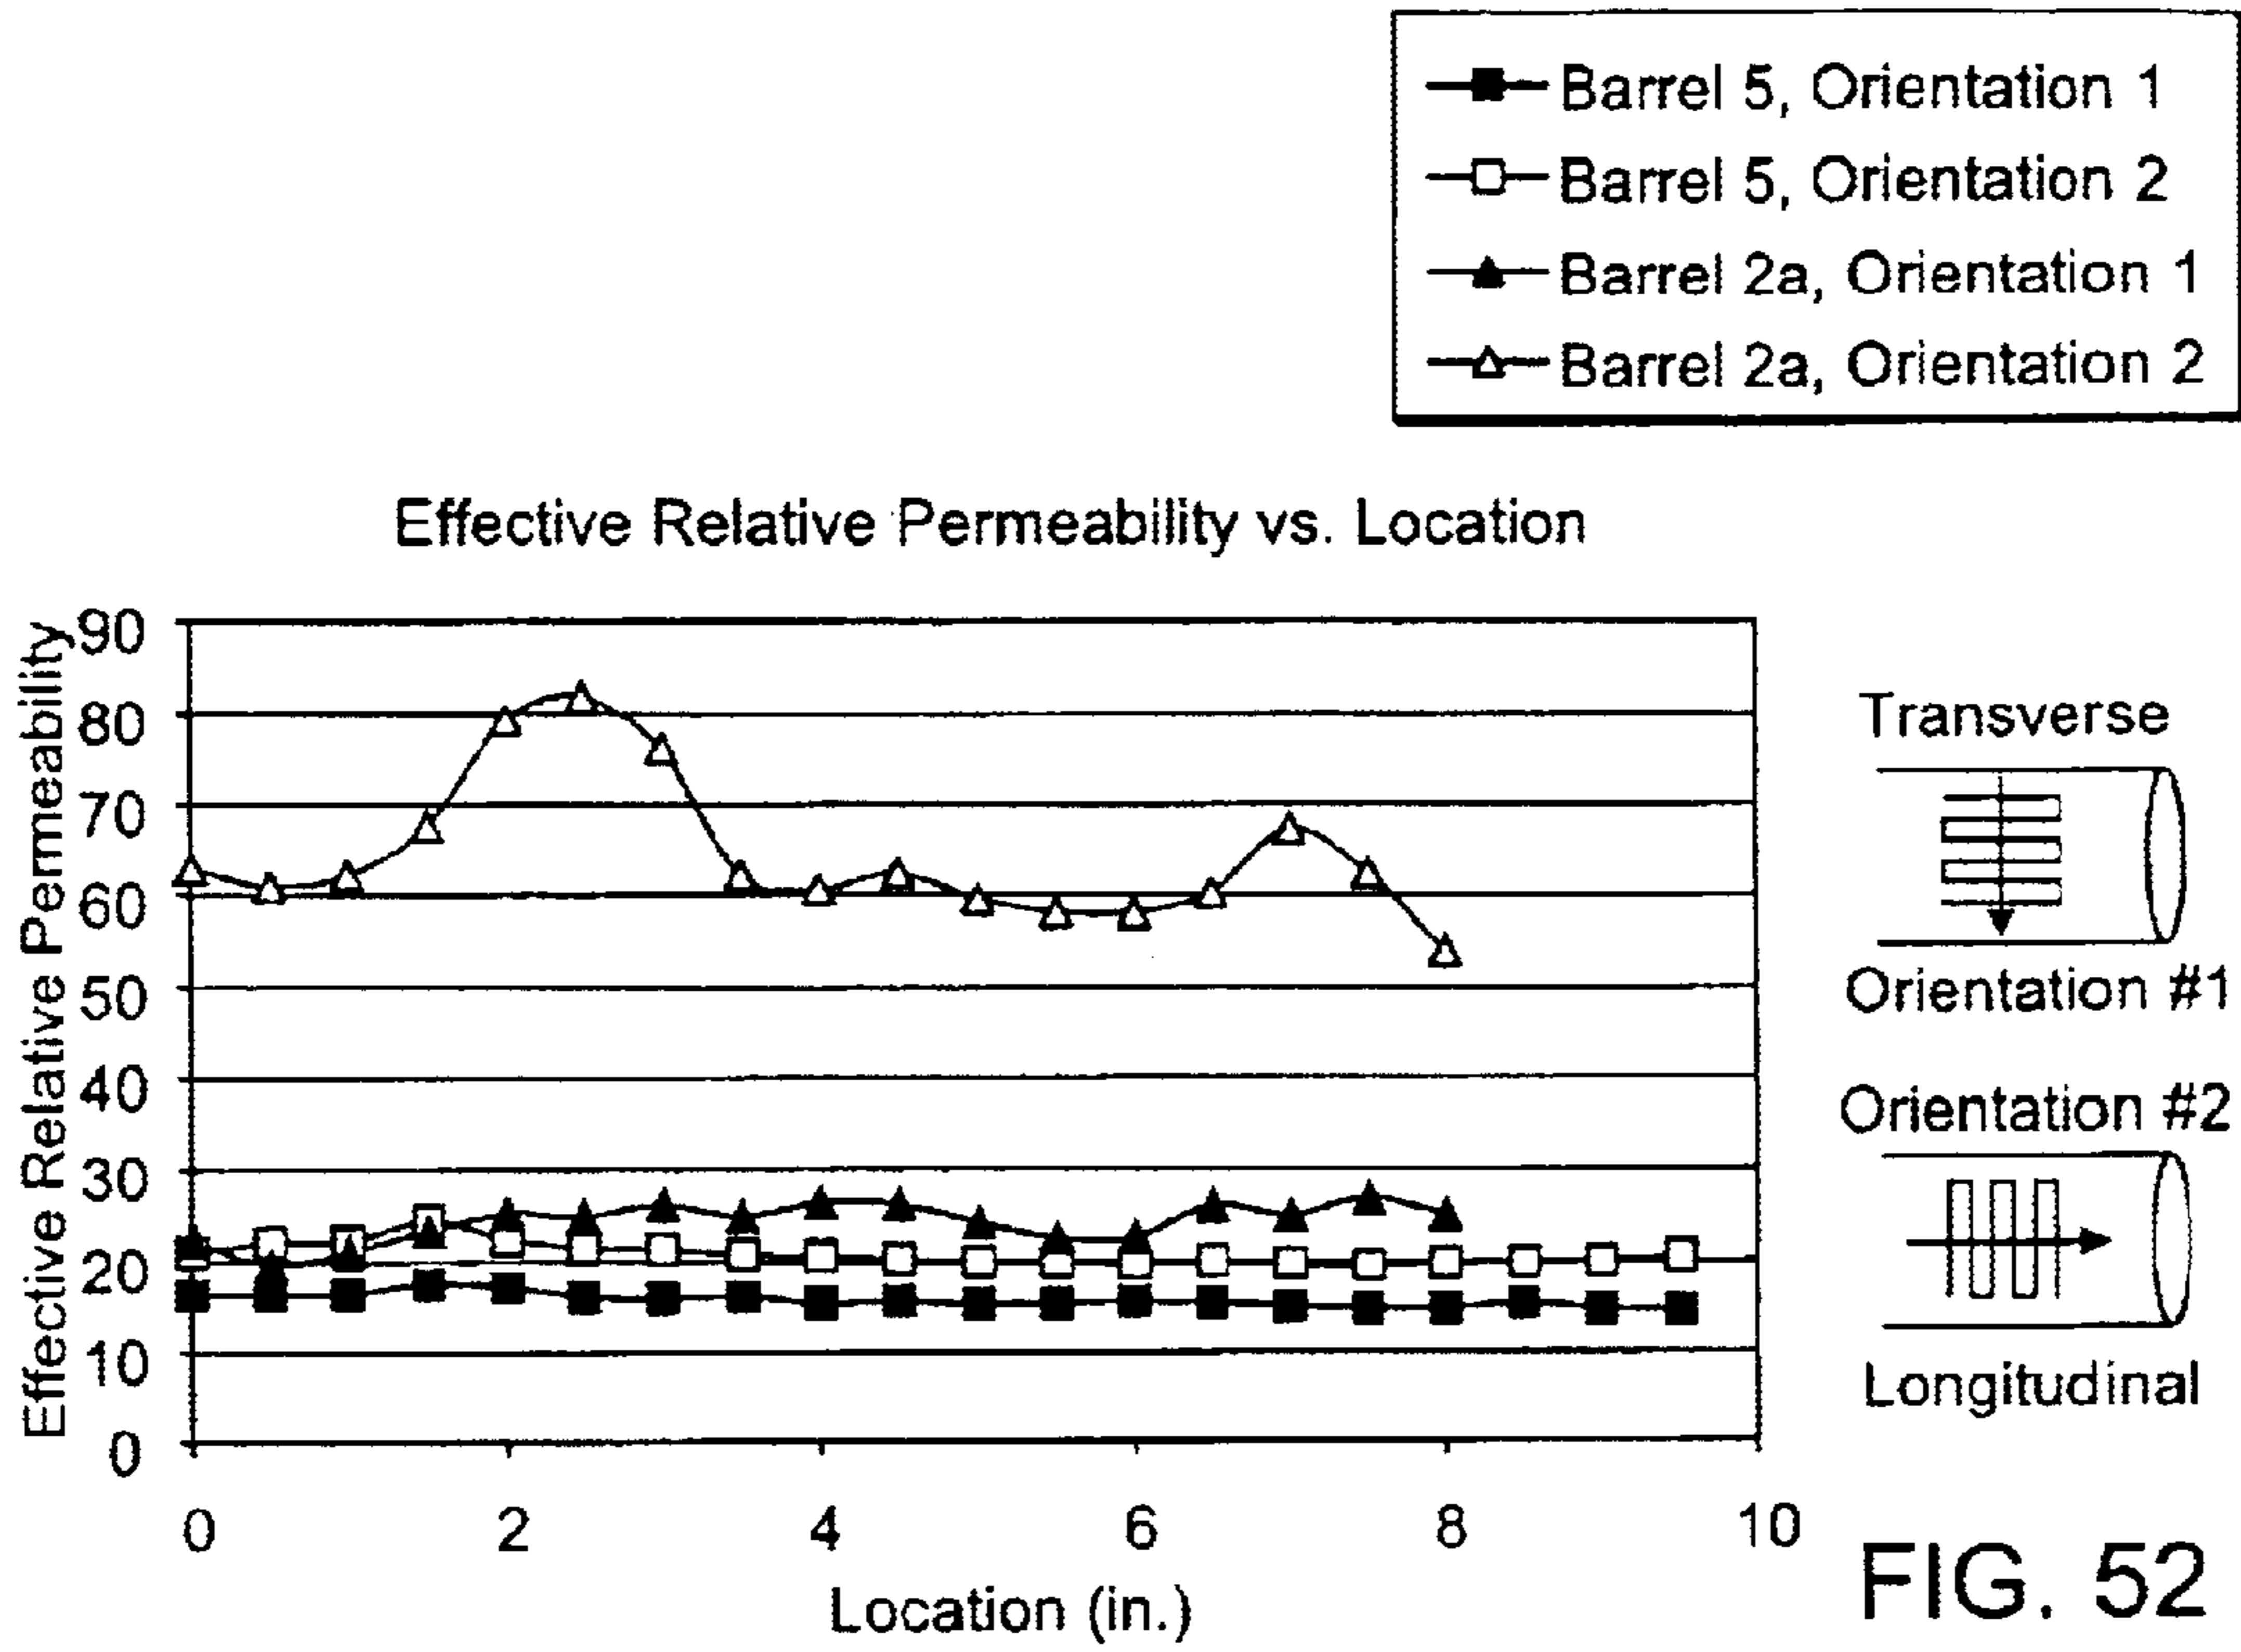 Barrel 5, Orientation 1
Barrel 5, Orientation 2
Barrel 2a, Orientation 1
Barrel 2a, Orientation 2
Effective Relative Permeability vs. Location
Effective Relative Permeability
90
80
70
60
50
40
30
20
10
0
0 2 4 6 8 10
Location (in.)
Transverse
Orientation #1
Orientation #2
Longitudinal
FIG. 52